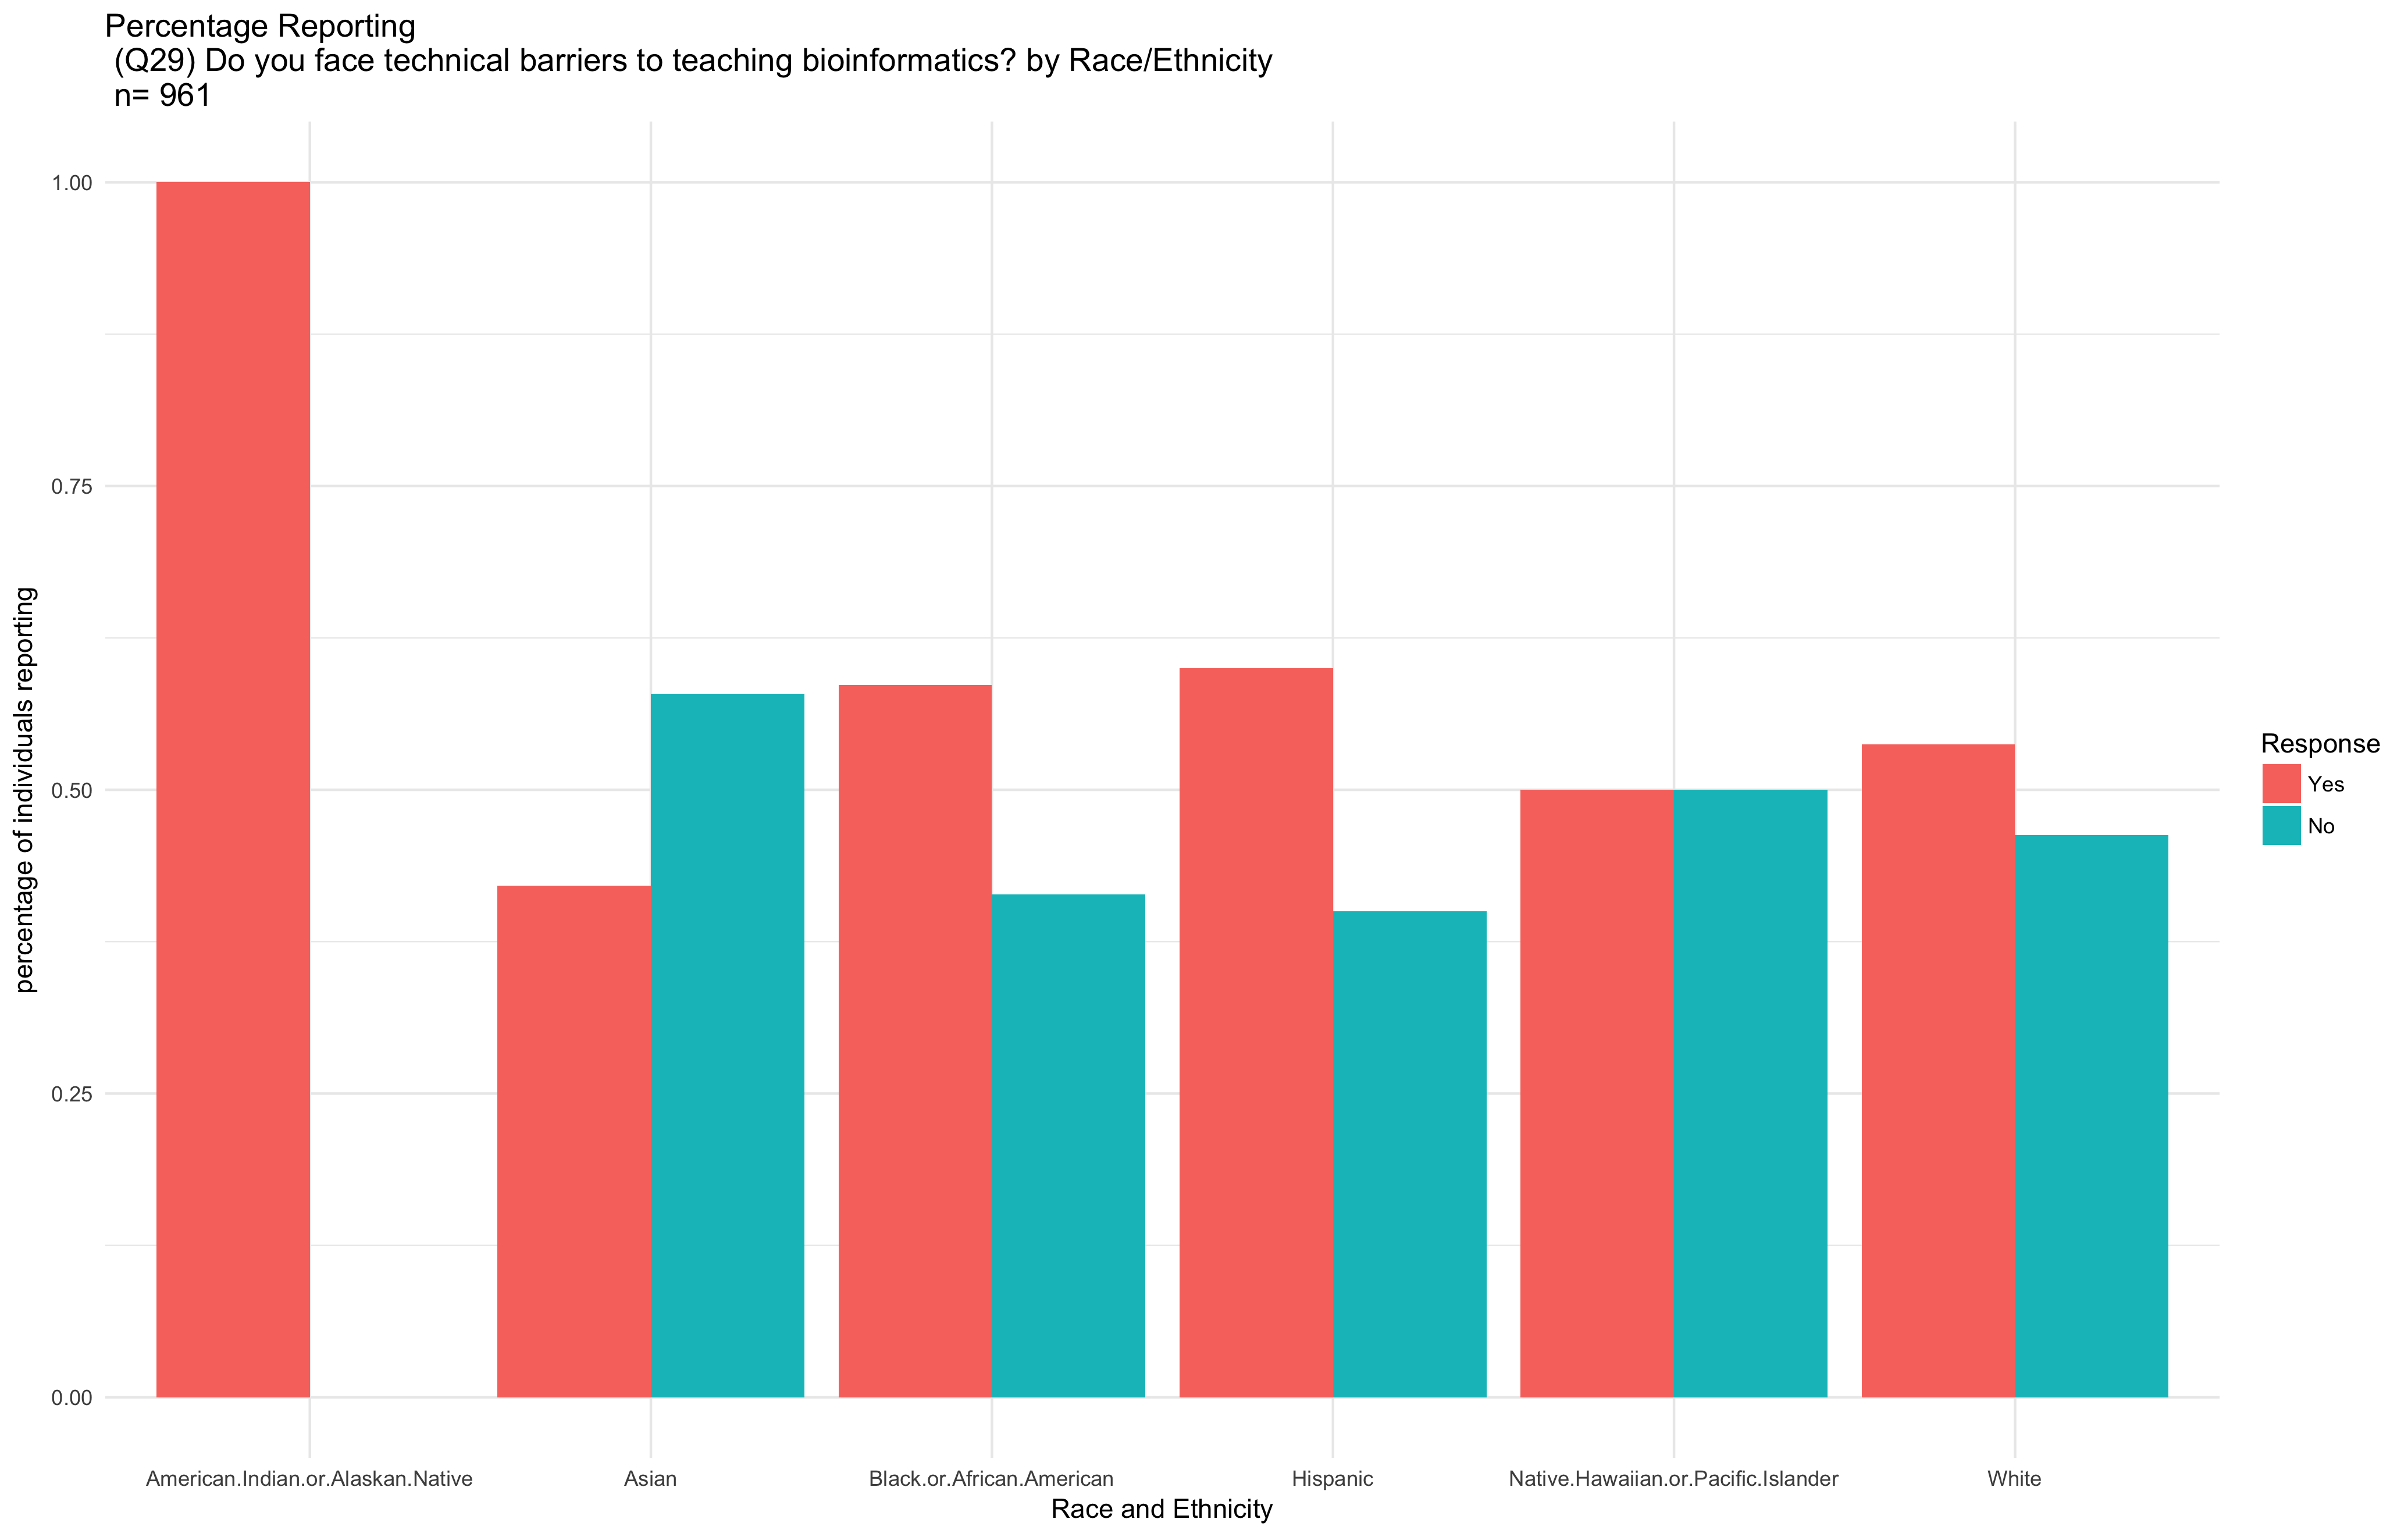 Percentage Reporting
(Q29) Do you face technical barriers to teaching bioinformatics? by Race/Ethnicity
n= 961
1.00
0.75
0.50
0.25
0.00
percentage of individuals reporting
American.Indian.or.Alaskan.Native
Asian
Black.or.African.American
Hispanic
Native.Hawaiian.or.Pacific.Islander
White
Race and Ethnicity
Response
Yes
No